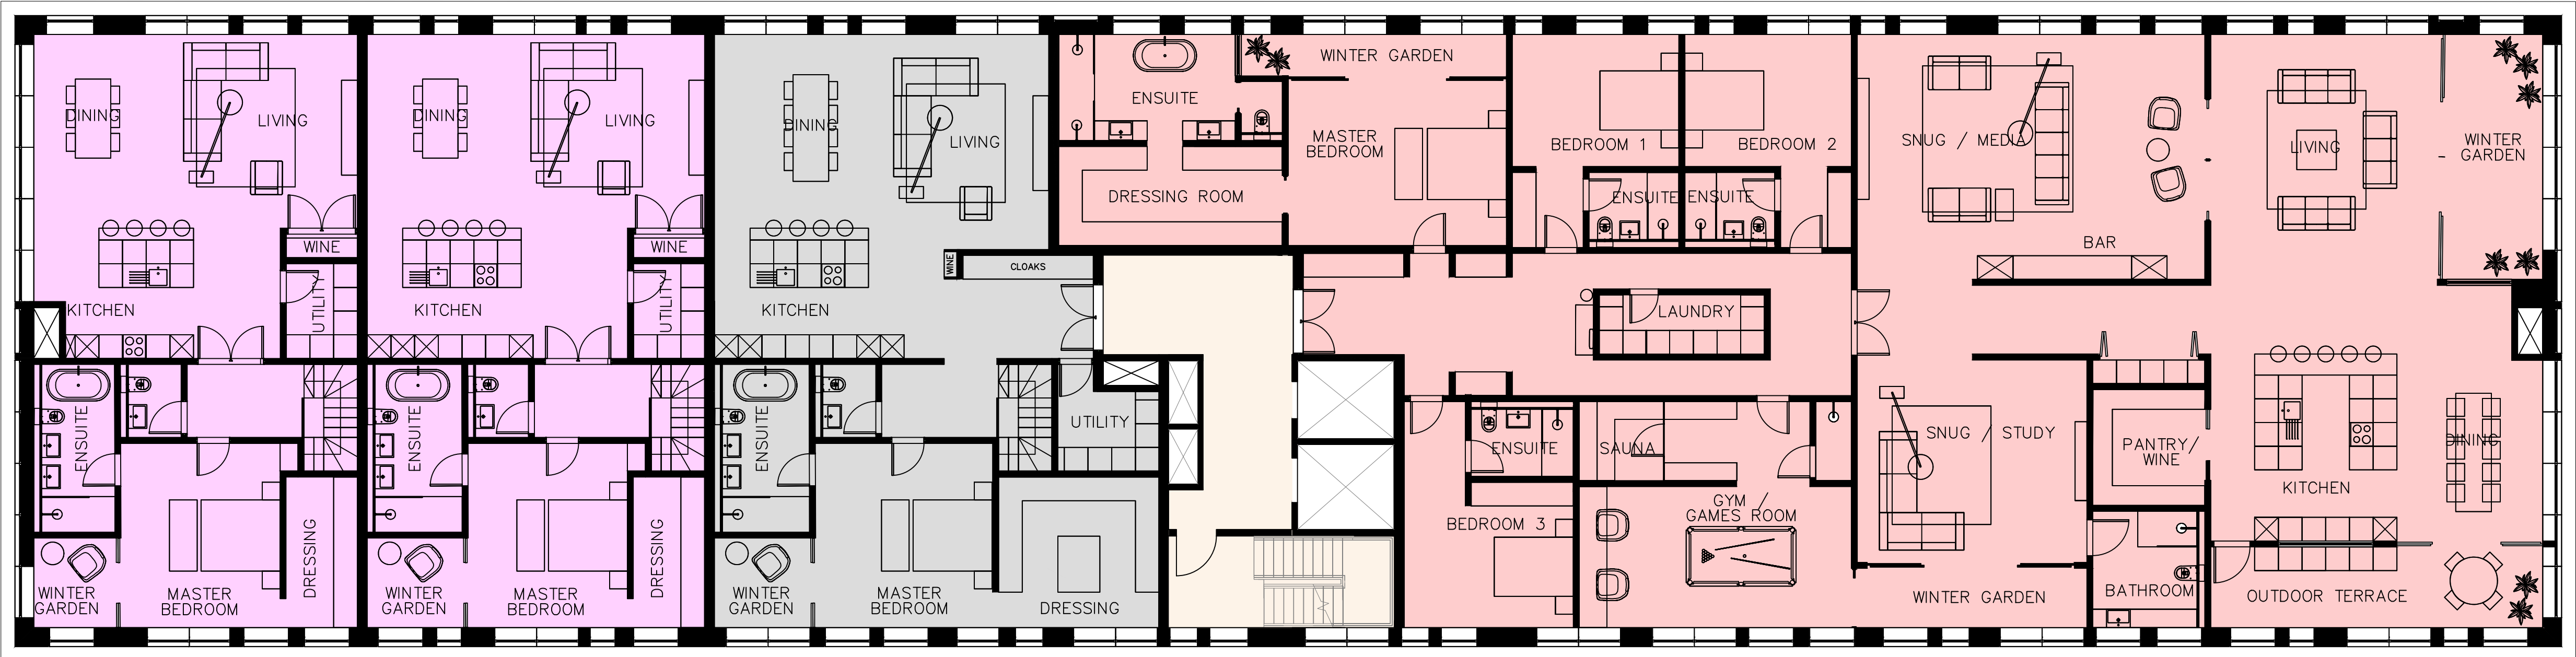 DINING
LIVING
WINE
KITCHEN
UTILITY
ENSUITE
WINTER
GARDEN
MASTER
BEDROOM
DRESSING
DINING
LIVING
WINE
KITCHEN
UTILITY
ENSUITE
WINTER
GARDEN
MASTER
BEDROOM
DRESSING
DINING
LIVING
WINE
CLOAKS
KITCHEN
UTILITY
ENSUITE
WINTER
GARDEN
MASTER
BEDROOM
DRESSING
ENSUITE
WINTER GARDEN
MASTER
BEDROOM
DRESSING ROOM
BEDROOM 1
BEDROOM 2
ENSUITE
ENSUITE
LAUNDRY
ENSUITE
BEDROOM 3
SAUNA
GYM /
GAMES ROOM
SNUG / MEDIA
BAR
SNUG / STUDY
WINTER GARDEN
PANTRY/
WINE
BATHROOM
LIVING
WINTER
GARDEN
DINING
KITCHEN
OUTDOOR TERRACE